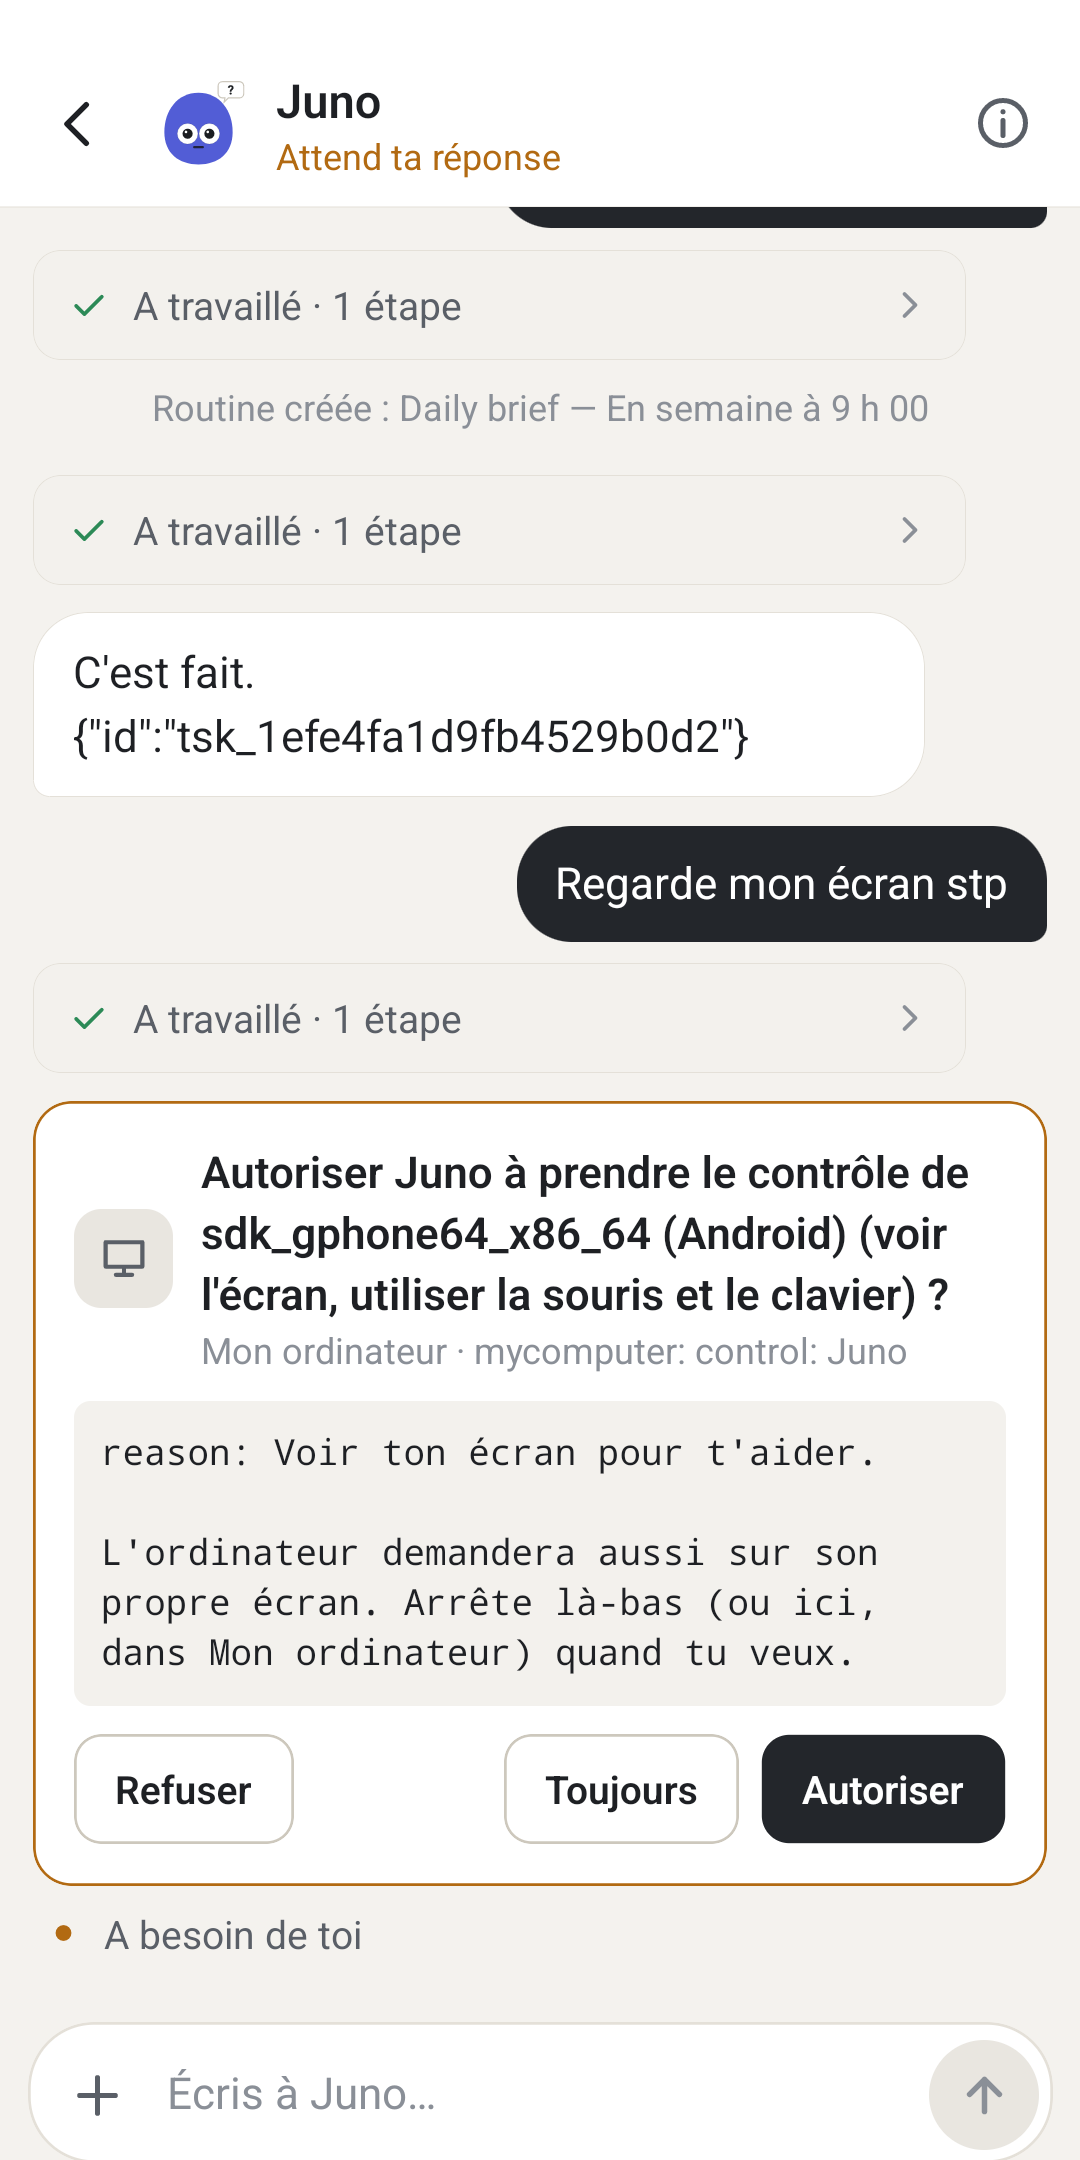 ?
Juno
Attend ta réponse
A travaillé · 1 étape
Routine créée : Daily brief — En semaine à 9 h 00
A travaillé · 1 étape
C'est fait.
{"id":"tsk_1efe4fa1d9fb4529b0d2"}
Regarde mon écran stp
A travaillé · 1 étape
Autoriser Juno à prendre le contrôle de
sdk_gphone64_x86_64 (Android) (voir
l'écran, utiliser la souris et le clavier) ?
Mon ordinateur · mycomputer: control: Juno
reason: Voir ton écran pour t'aider.
L'ordinateur demandera aussi sur son
propre écran. Arrête là-bas (ou ici,
dans Mon ordinateur) quand tu veux.
Refuser
Toujours
Autoriser
A besoin de toi
Écris à Juno…